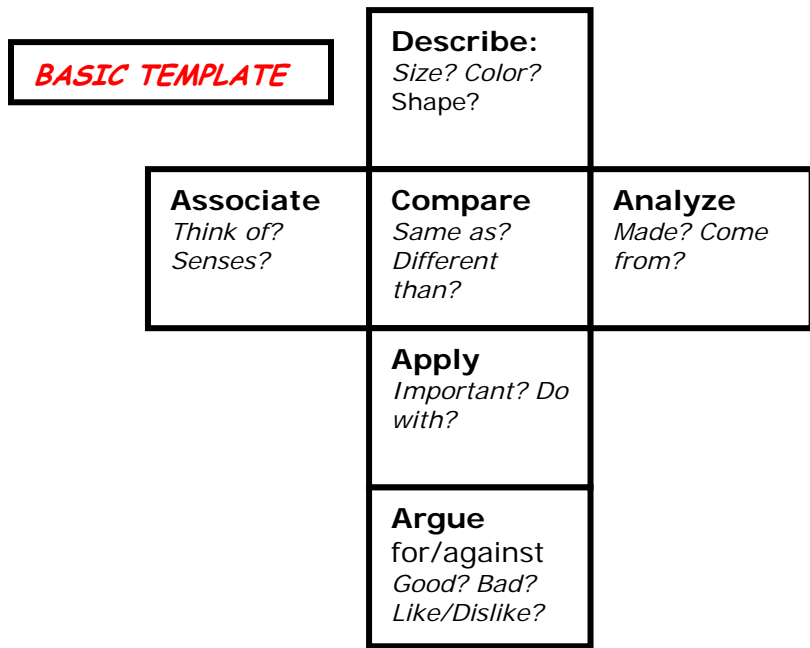 BASIC TEMPLATE
Describe:
Size? Color?
Shape?
Associate
Think of?
Senses?
Compare
Same as?
Different
than?
Analyze
Made? Come
from?
Apply
Important? Do
with?
Argue
for/against
Good? Bad?
Like/Dislike?